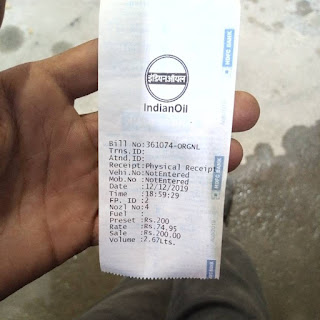 इंडियनऑयल
IndianOil
Bill No:361074-ORGNL
Trns.ID:
Atnd.ID:
Receipt:Physical Receipt
Vehi.No:NotEntered
Mob.No :NotEntered
Date :12/12/2019
Time :18:59:29
FP. ID :2
Nozl No:4
Fuel :
Preset :Rs.200
Rate :Rs.74.95
Sale :Rs.200.00
Volume :2.67Lts.